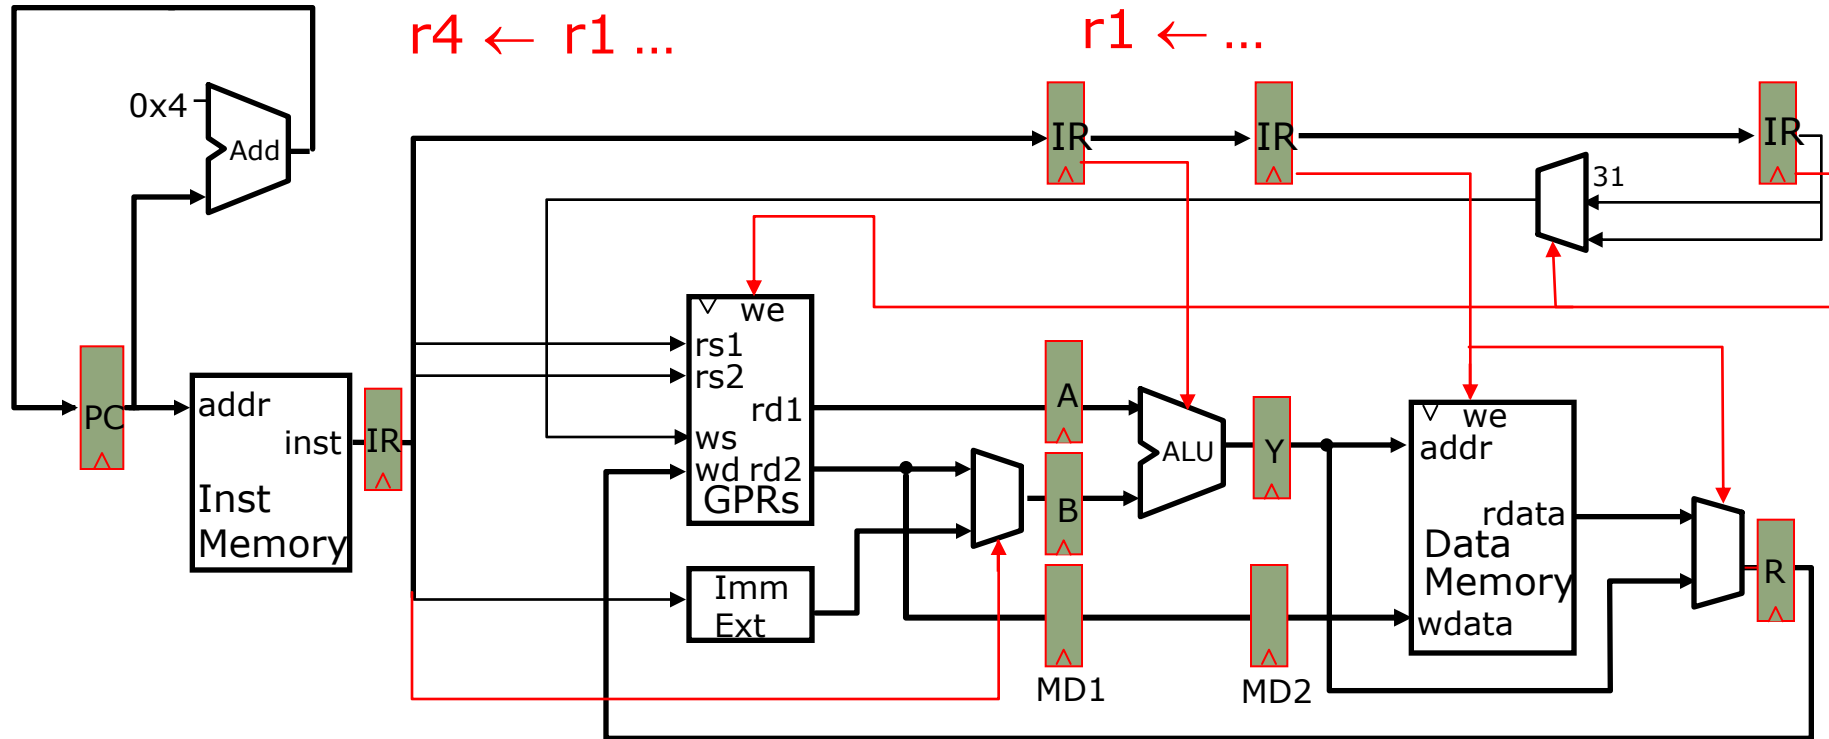 r4 ← r1 ...
r1 ← ...
0x4
Add
IR
IR
IR
31
we
rs1
rs2
rd1
ws
wd rd2
GPRs
PC
addr
inst
Inst
Memory
IR
A
B
ALU
Y
we
addr
rdata
Data
Memory
wdata
R
Imm
Ext
MD1
MD2